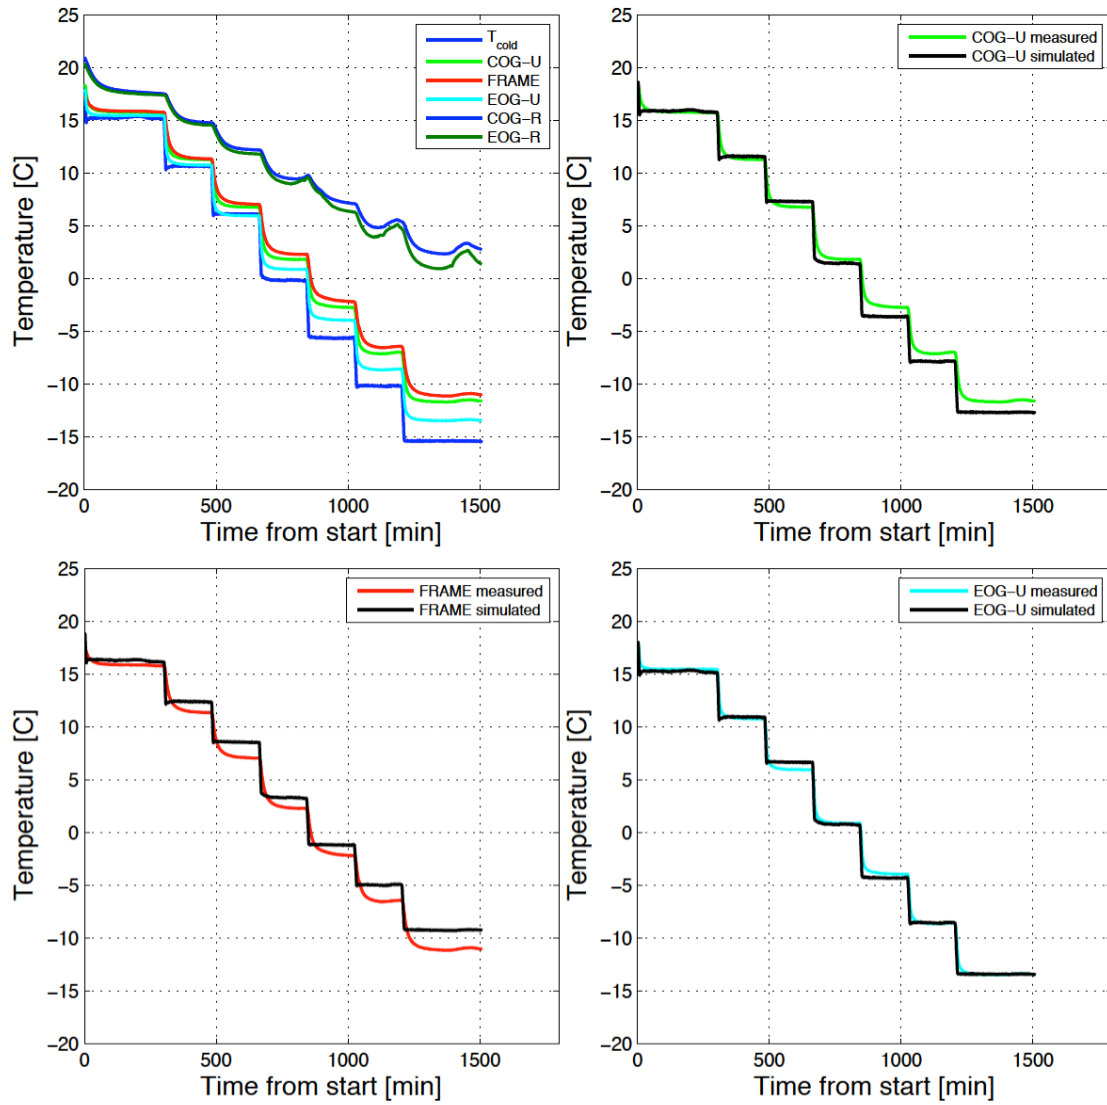 25
20
15
10
5
0
−5
−10
−15
−20
0
500
1000
1500
Temperature [C]
Time from start [min]
Tcold
COG−U
FRAME
EOG−U
COG−R
EOG−R
25
20
15
10
5
0
−5
−10
−15
−20
0
500
1000
1500
Temperature [C]
Time from start [min]
COG−U measured
COG−U simulated
25
20
15
10
5
0
−5
−10
−15
−20
0
500
1000
1500
Temperature [C]
Time from start [min]
FRAME measured
FRAME simulated
25
20
15
10
5
0
−5
−10
−15
−20
0
500
1000
1500
Temperature [C]
Time from start [min]
EOG−U measured
EOG−U simulated